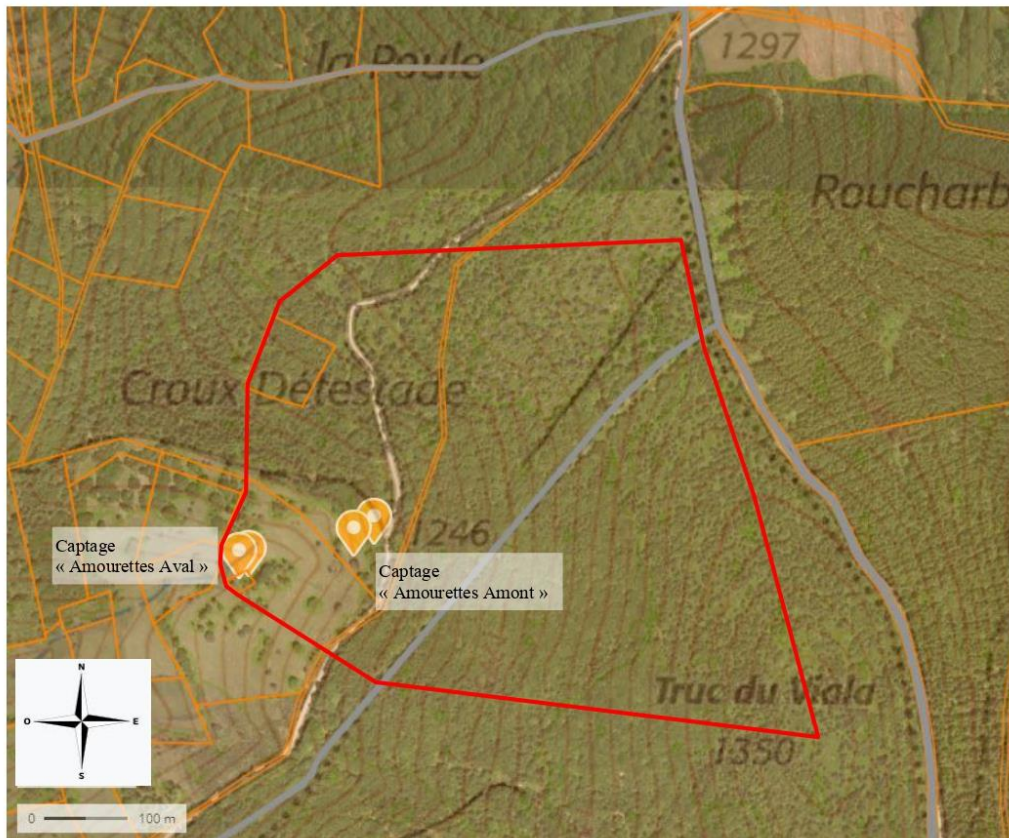 la Poule
1297
Roucharb
Croux Détestade
Captage
« Amourettes Aval »
1246
Captage
« Amourettes Amont »
Truc du Viala
1350
N
O
E
S
0
100 m